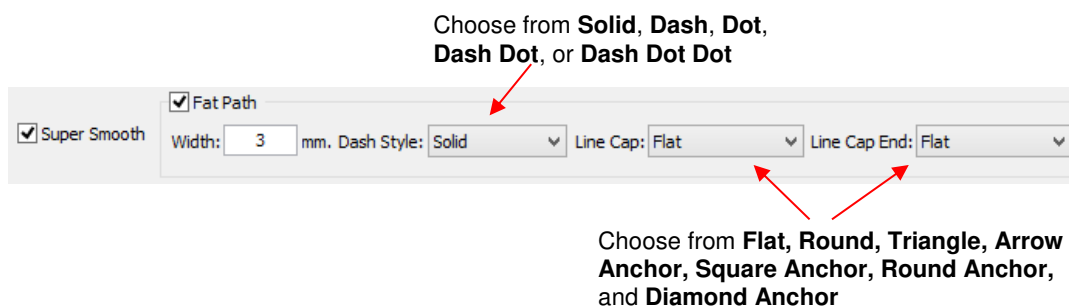 Choose from Solid, Dash, Dot,
Dash Dot, or Dash Dot Dot
Fat Path
Super Smooth
Width: 3 mm. Dash Style: Solid Line Cap: Flat Line Cap End: Flat
Choose from Flat, Round, Triangle, Arrow
Anchor, Square Anchor, Round Anchor,
and Diamond Anchor